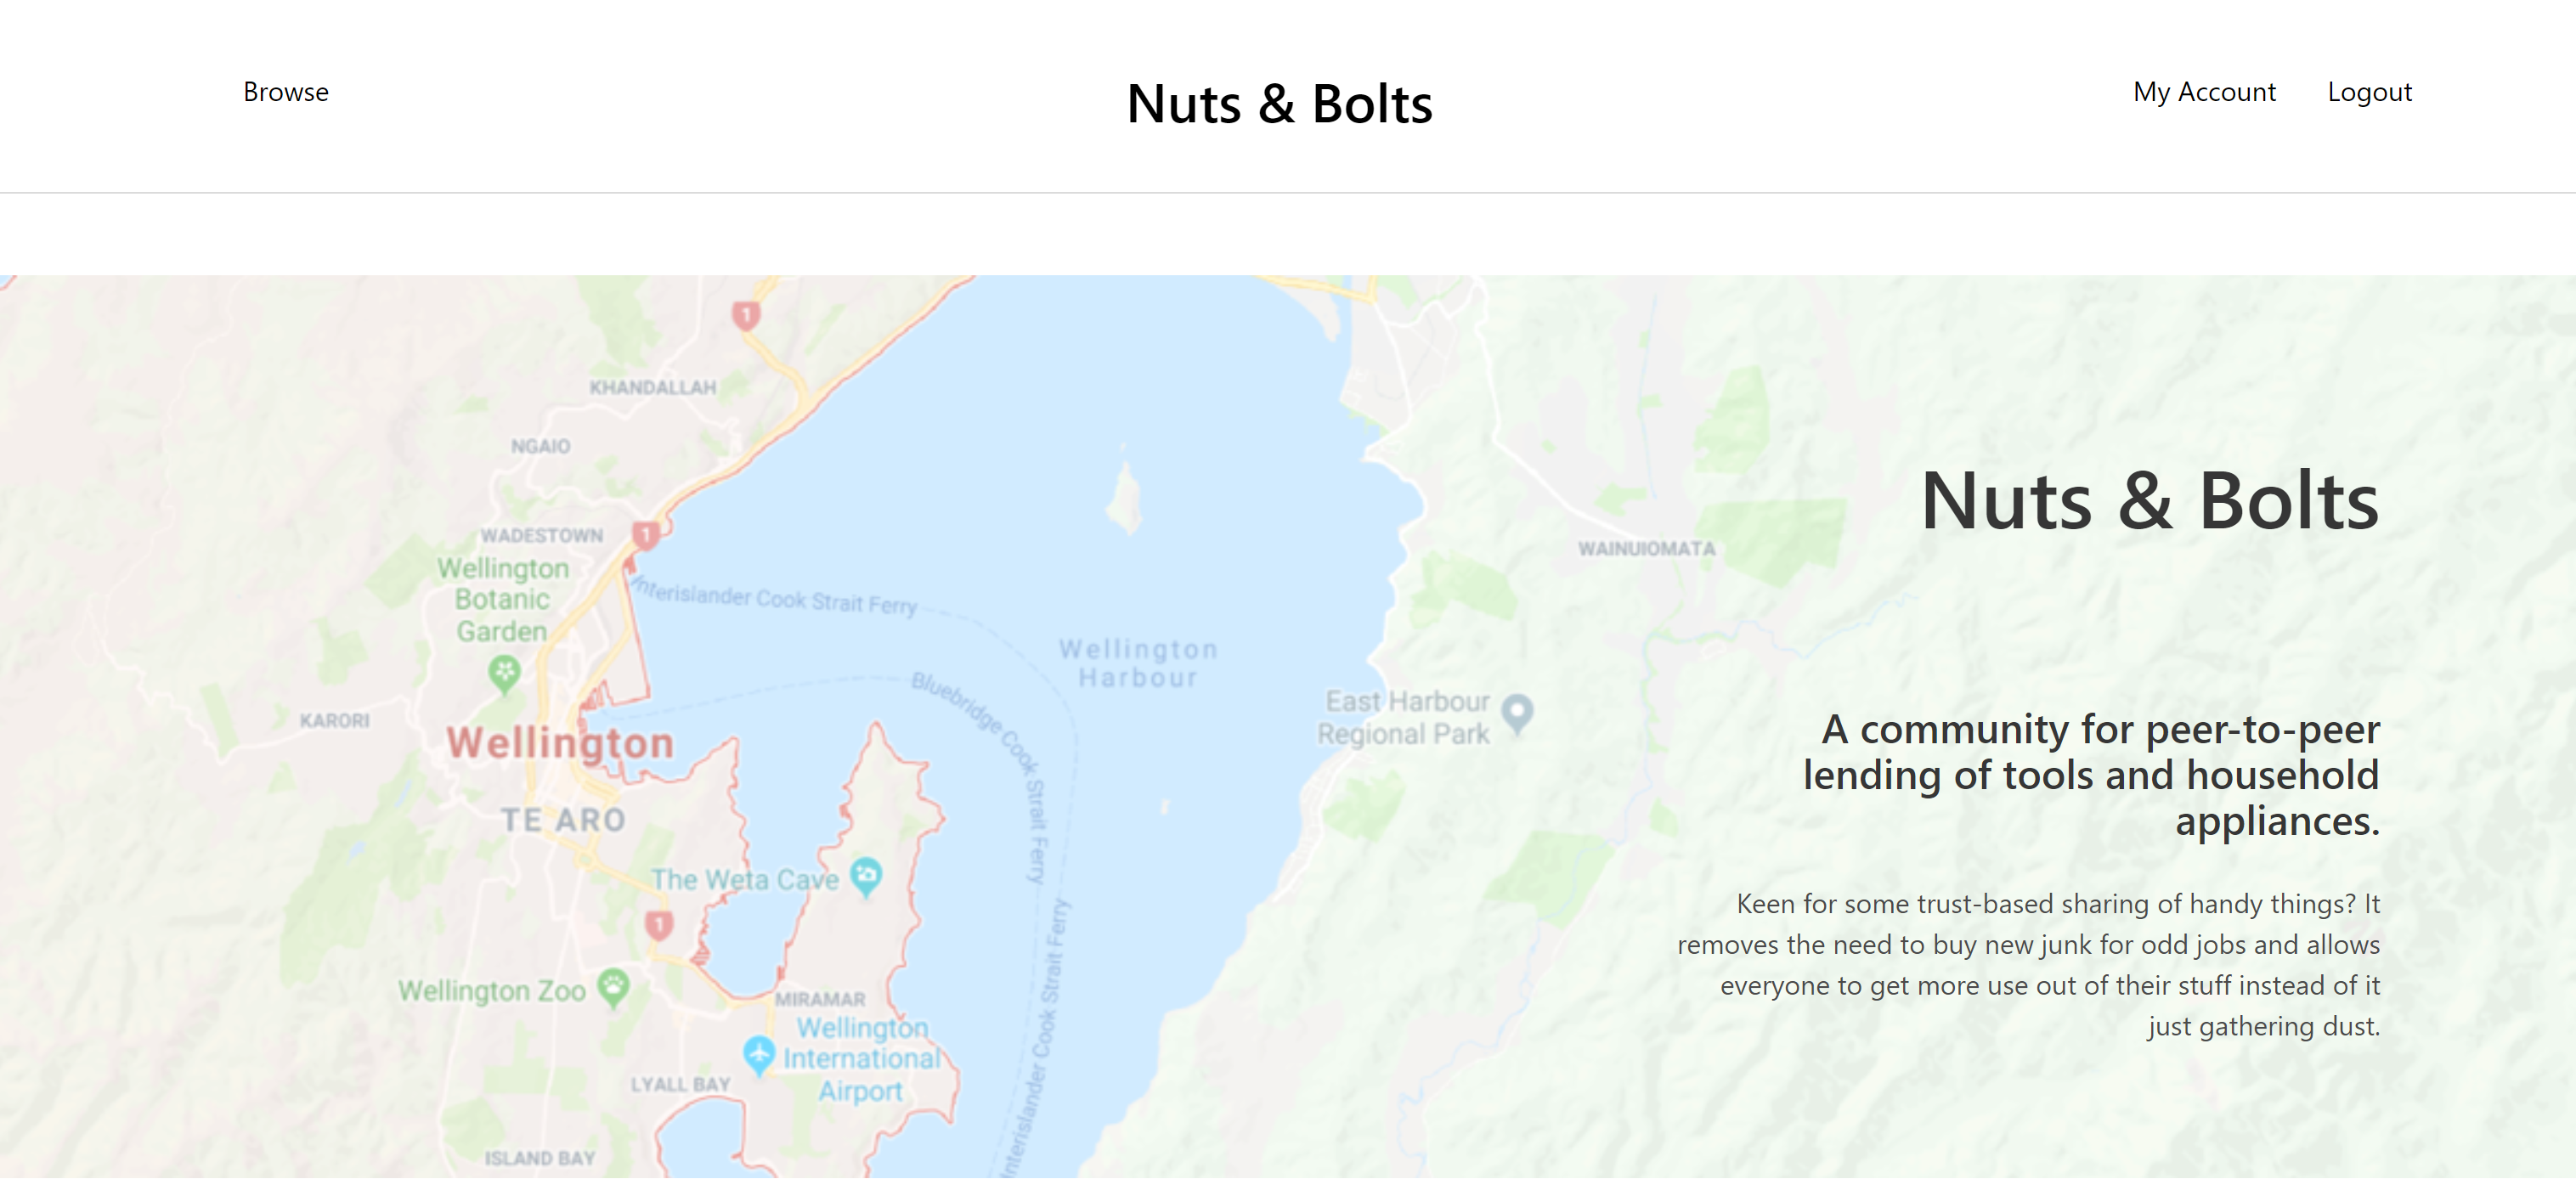 Browse
Nuts & Bolts
My Account
Logout
1
KHANDALLAH
NGAIO
WADESTOWN
1
Wellington
Botanic
Garden
Interislander Cook Strait Ferry
Wellington
Harbour
Bluebridge Cook Strait Ferry
KARORI
Wellington
TE ARO
The Weta Cave
1
Interislander Cook Strait Ferry
Wellington Zoo
MIRAMAR
Wellington
International
Airport
LYALL BAY
ISLAND BAY
WAINUIOMATA
East Harbour
Regional Park
Nuts & Bolts
A community for peer-to-peer
lending of tools and household
appliances.
Keen for some trust-based sharing of handy things? It
removes the need to buy new junk for odd jobs and allows
everyone to get more use out of their stuff instead of it
just gathering dust.